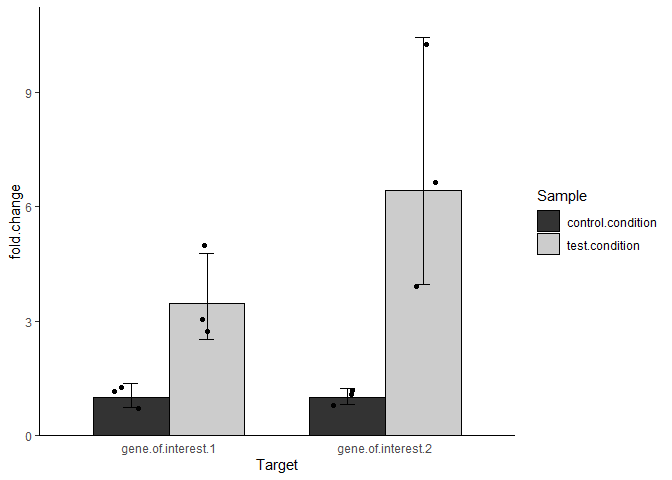 fold.change
9
6
3
0
gene.of.interest.1
gene.of.interest.2
Target
Sample
control.condition
test.condition